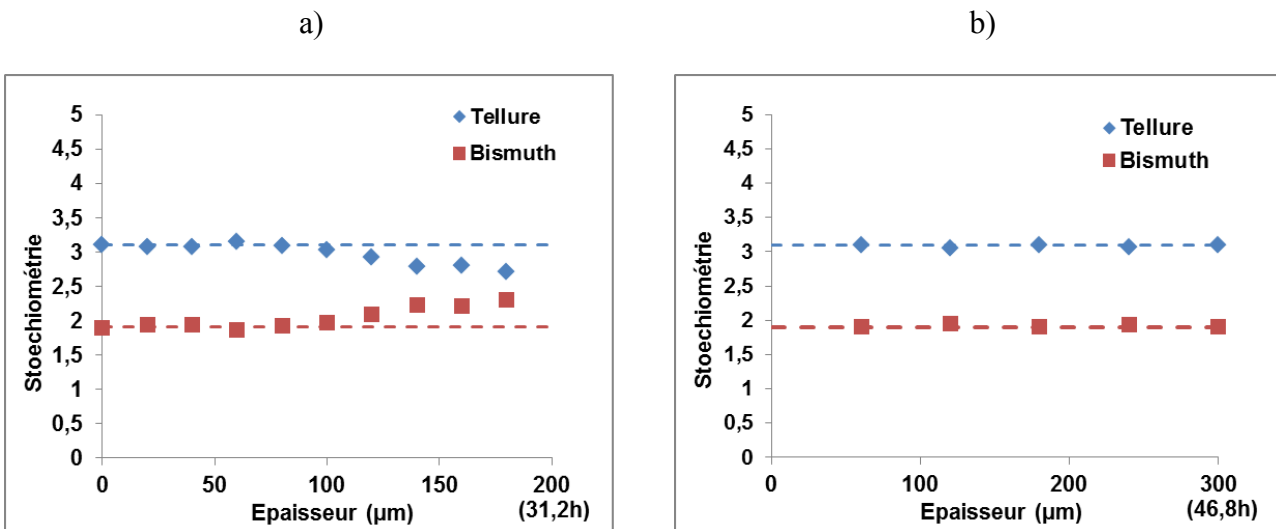 a)
b)
5
4,5
4
3,5
3
2,5
2
1,5
1
0,5
0
Stoechiométrie
Tellure
Bismuth
0
50
100
150
200
(31,2h)
Epaisseur (µm)
5
4,5
4
3,5
3
2,5
2
1,5
1
0,5
0
Stoechiométrie
Tellure
Bismuth
0
100
200
300
(46,8h)
Epaisseur (µm)